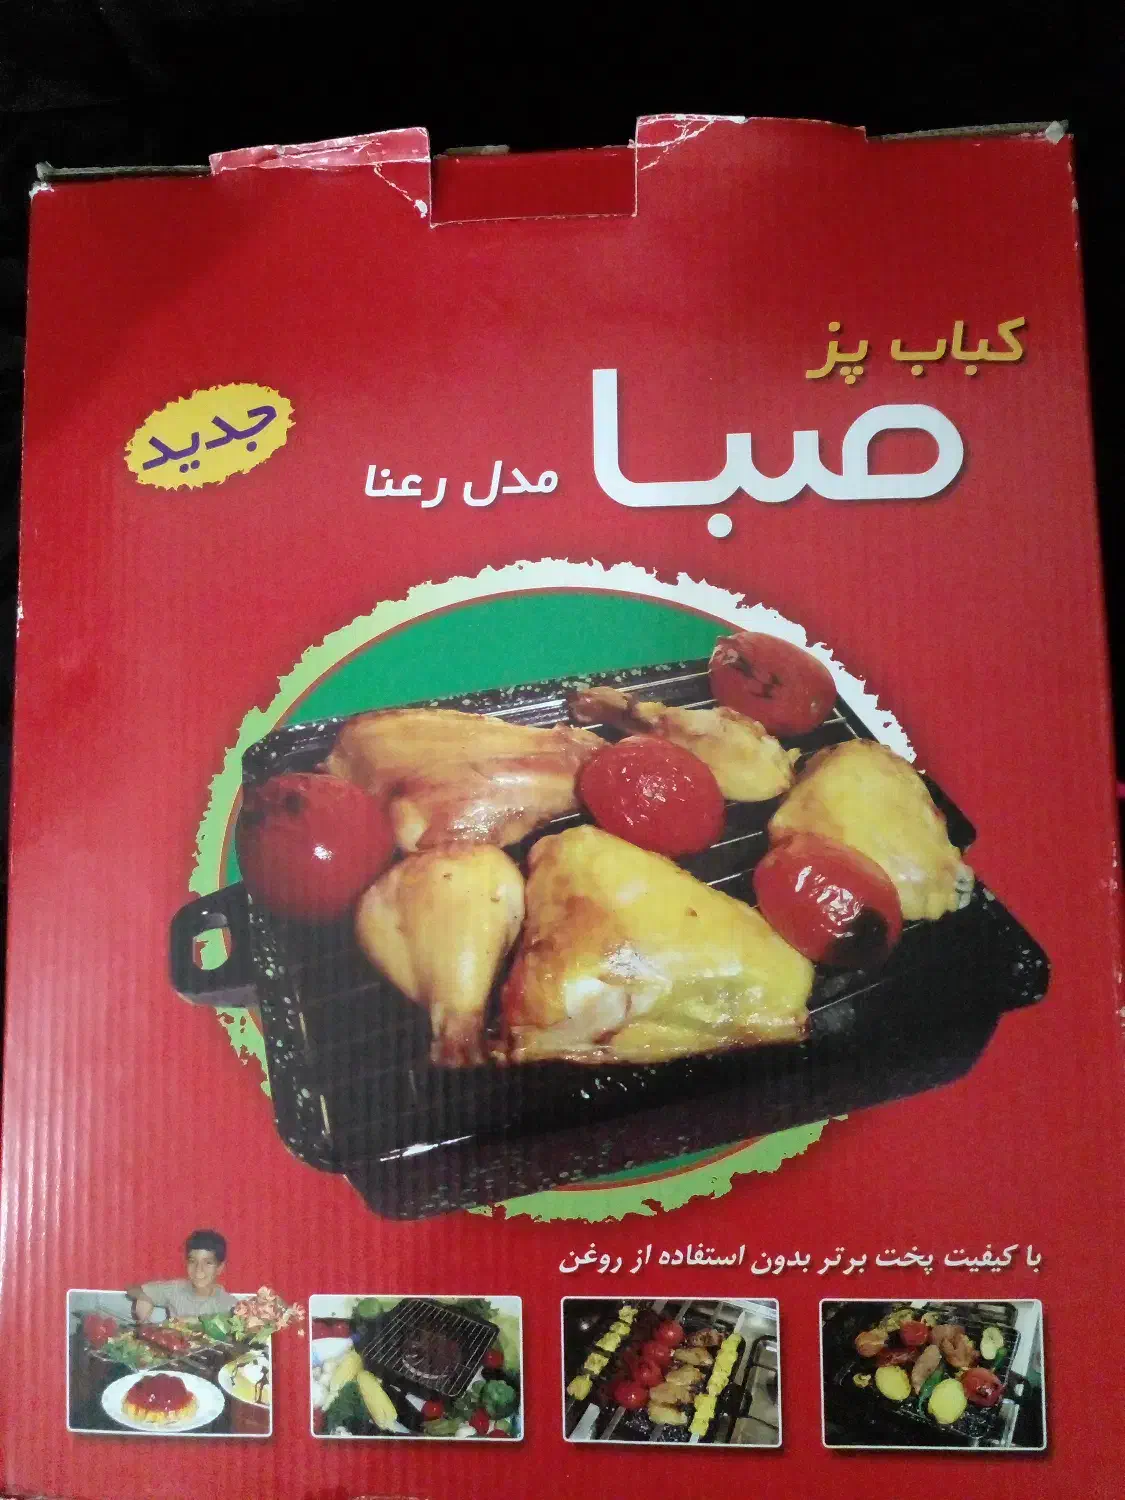 کباب پز
صبا
مدل رعنا
جدید
با کیفیت پخت برتر بدون استفاده از روغن